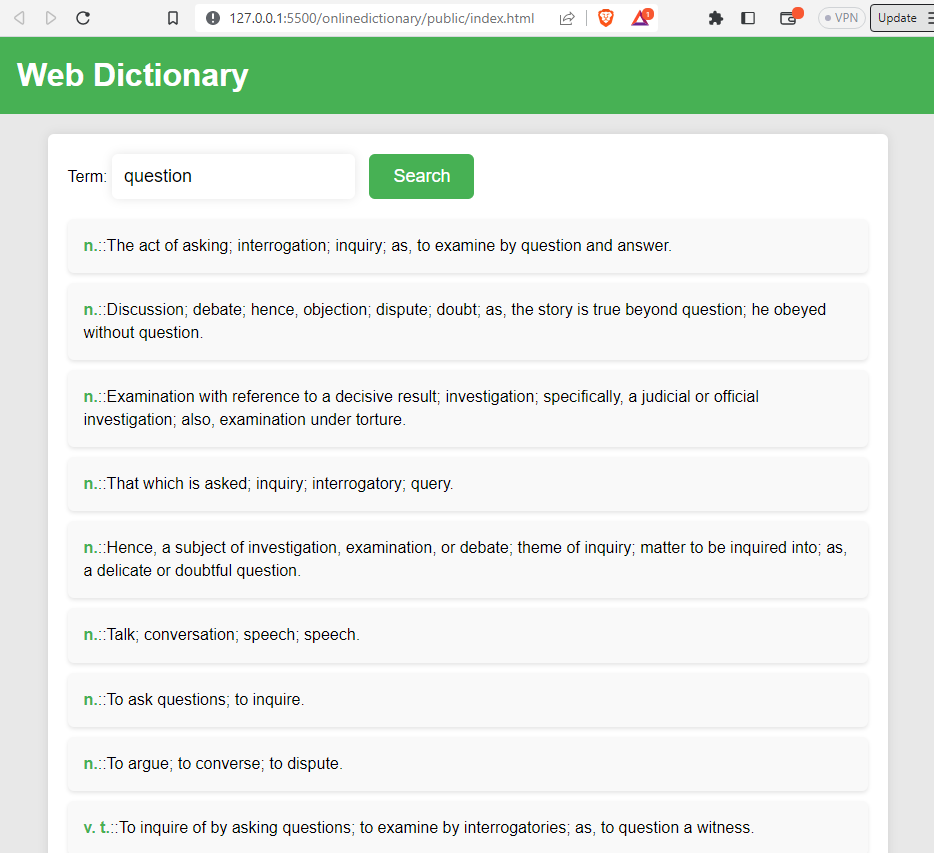 127.0.0.1:5500/onlinedictionary/public/index.html
1
VPN
Update
Web Dictionary
Term: question Search
n.::The act of asking; interrogation; inquiry; as, to examine by question and answer.
n.::Discussion; debate; hence, objection; dispute; doubt; as, the story is true beyond question; he obeyed
without question.
n.::Examination with reference to a decisive result; investigation; specifically, a judicial or official
investigation; also, examination under torture.
n.::That which is asked; inquiry; interrogatory; query.
n.::Hence, a subject of investigation, examination, or debate; theme of inquiry; matter to be inquired into; as,
a delicate or doubtful question.
n.::Talk; conversation; speech; speech.
n.::To ask questions; to inquire.
n.::To argue; to converse; to dispute.
v. t.::To inquire of by asking questions; to examine by interrogatories; as, to question a witness.